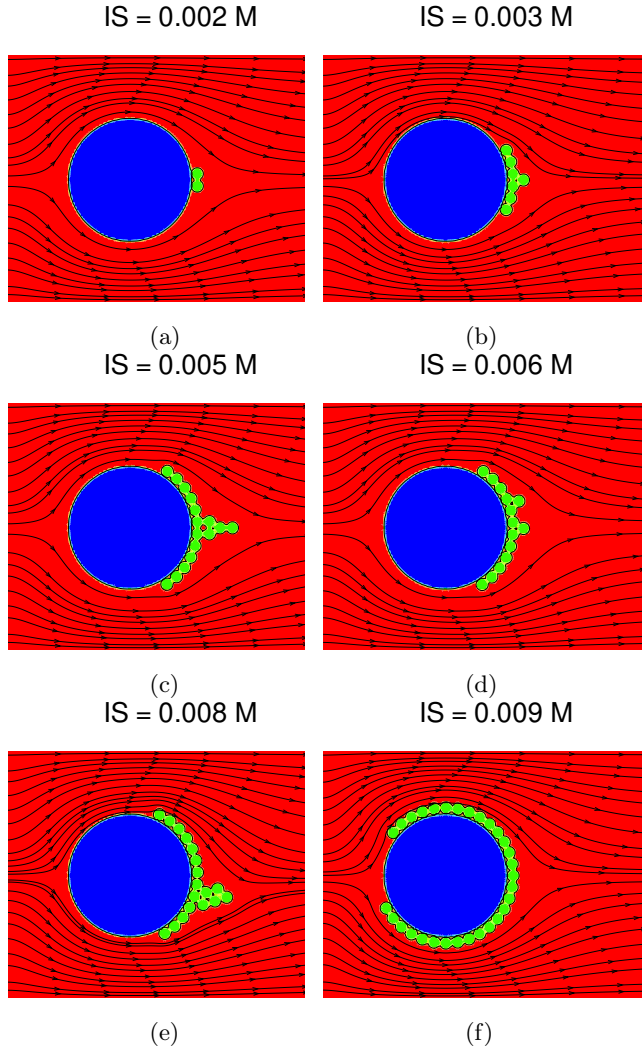 IS = 0.002 M
IS = 0.003 M
(a)
(b)
IS = 0.005 M
IS = 0.006 M
(c)
(d)
IS = 0.008 M
IS = 0.009 M
(e)
(f)